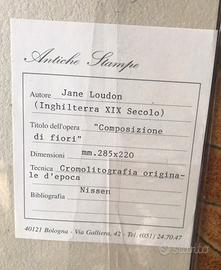 Antiche Stampe
Autore Jane Loudon
(Inghilterra XIX Secolo)
Titolo dell'opera "Composizione
di fiori"
Dimensioni mm.285x220
Tecnica Cromolitografia origina-
le d'epoca
Bibliografia Nissen
40121 Bologna - Via Galliera, 42 - Tel. (051) 24.70.47
subito